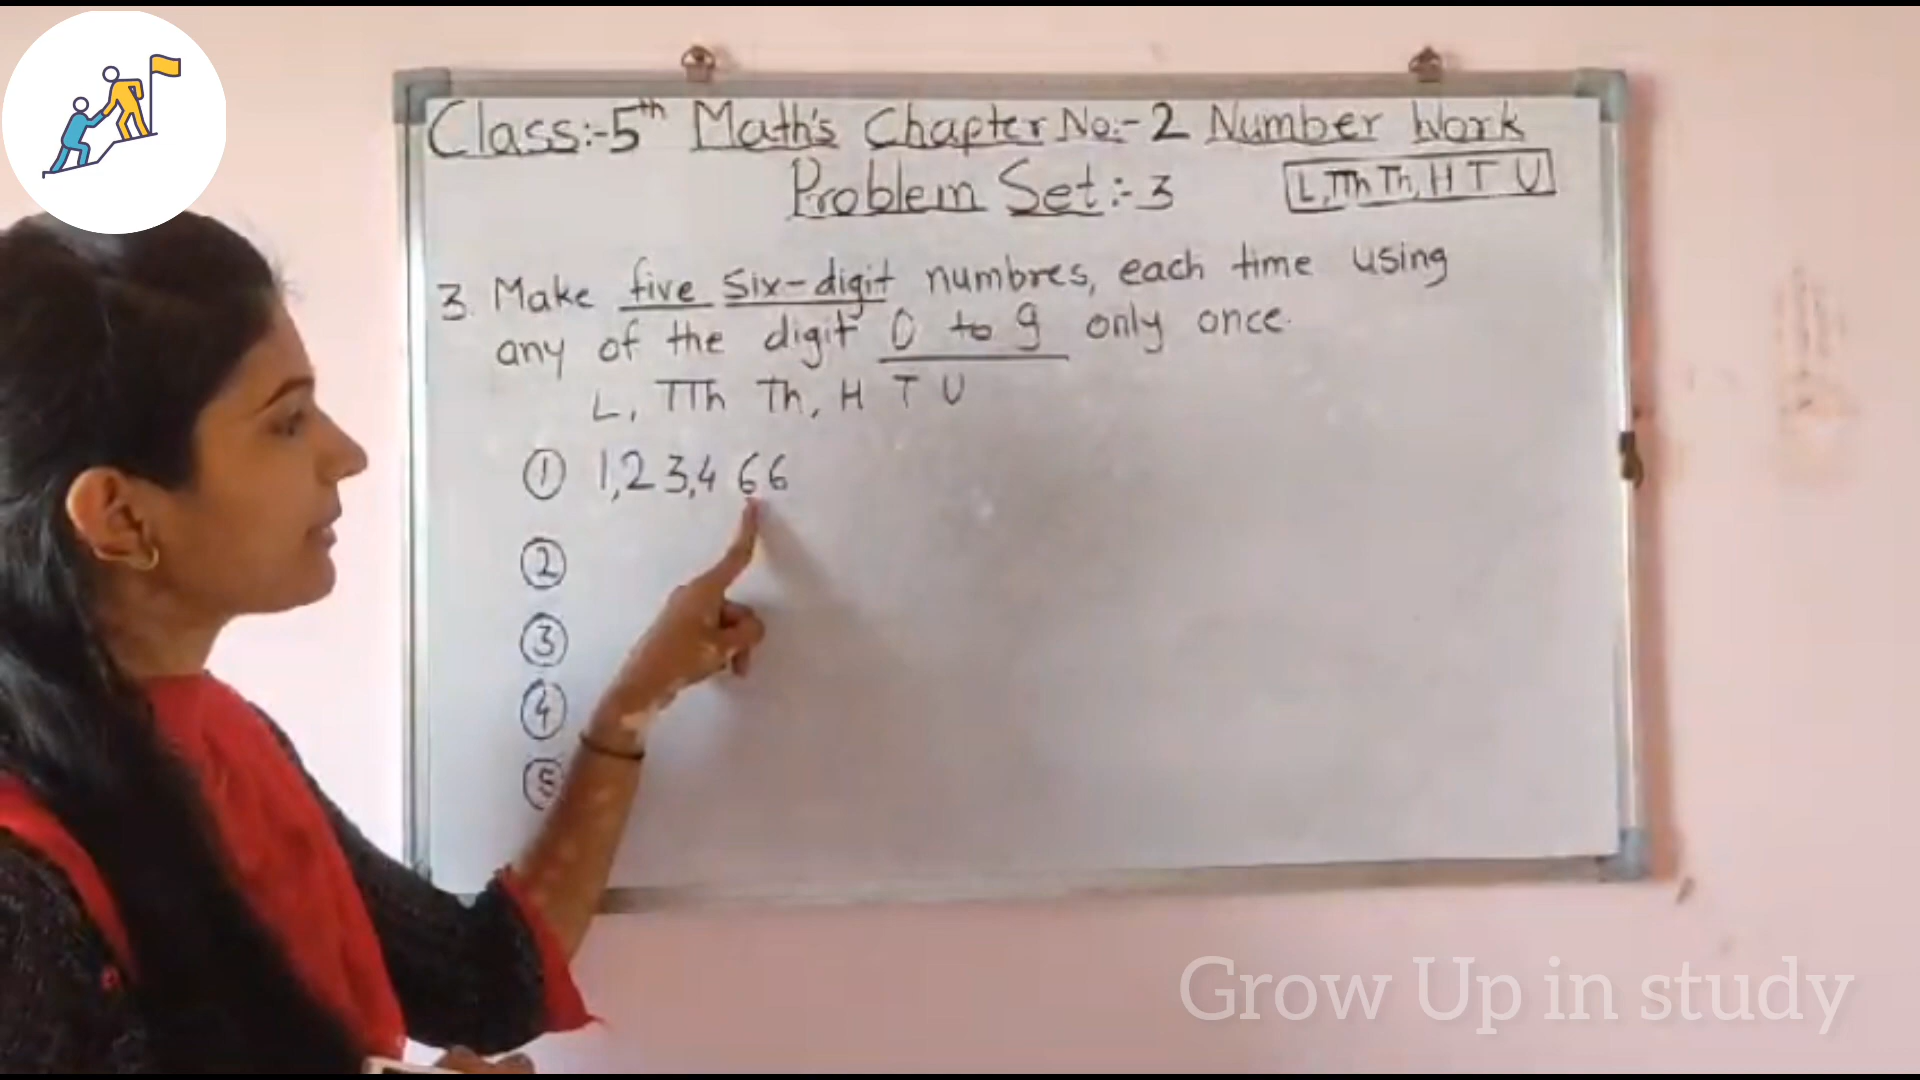 Class:-5th Math's Chapter No:- 2 Number Work
Problem Set:- 3
L, TTh Th, H T U
3. Make five six-digit numbres, each time using
any of the digit 0 to 9 only once.
L, TTh Th, H T U
① 1,2 3,4 6 6
②
③
④
⑤
Grow Up in study